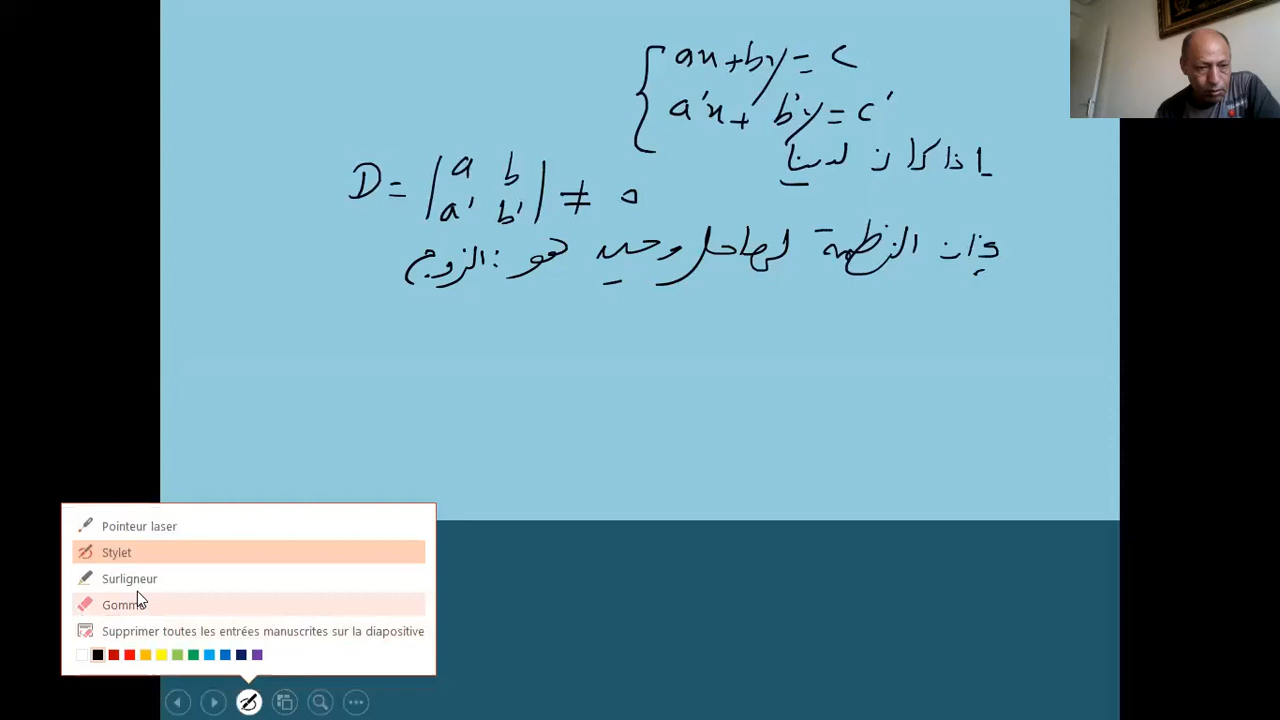 ax+by=c
a'x+b'y=c'
إذا كان لدينا
D= |a b| ≠ 0
|a' b'|
فإن النظمة لها حل وحيد هو : الزوج
Pointeur laser
Stylet
Surligneur
Gomme
Supprimer toutes les entrées manuscrites sur la diapositive